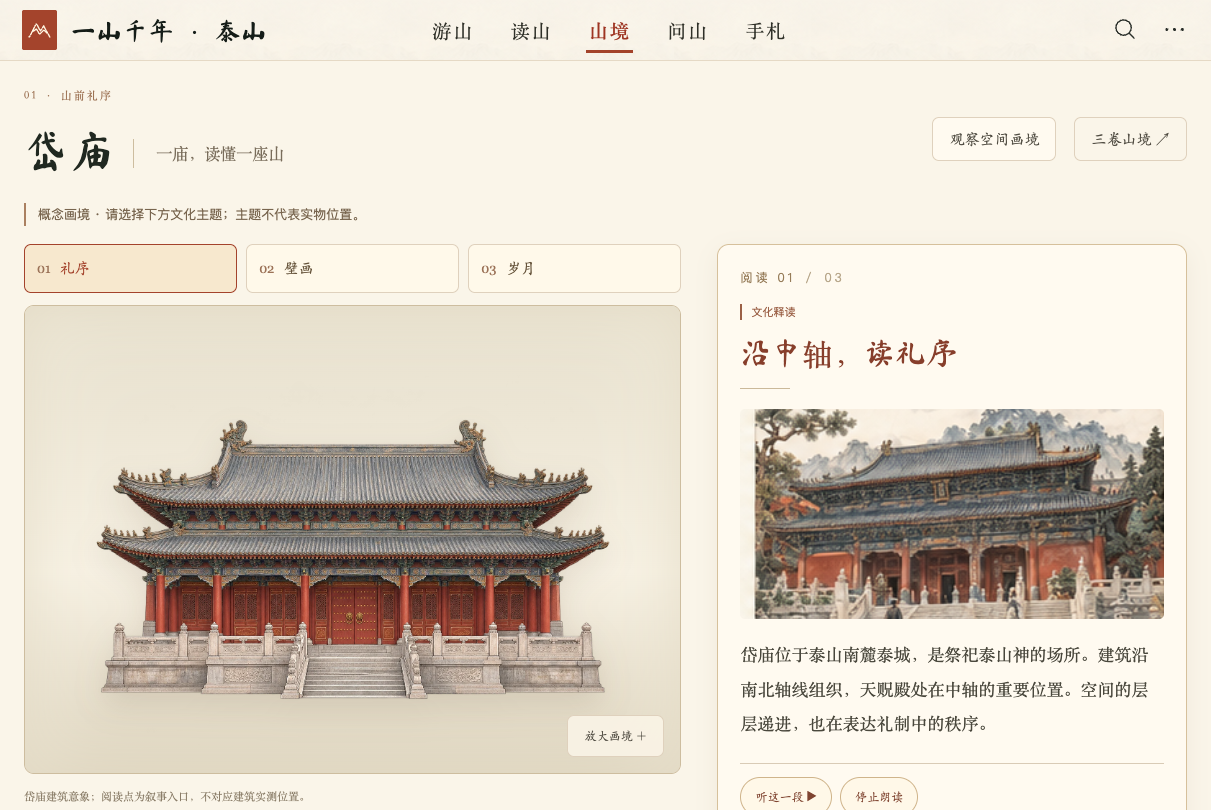 一山千年 · 泰山
游山 读山 山境 问山 手札
01 · 山前礼序
岱庙
一庙，读懂一座山
观察空间画境
三卷山境 ↗
概念画境 · 请选择下方文化主题；主题不代表实物位置。
01 礼序
02 壁画
03 岁月
放大画境 +
岱庙建筑意象；阅读点为叙事入口，不对应建筑实测位置。
阅读 01 / 03
文化释读
沿中轴，读礼序
岱庙位于泰山南麓泰城，是祭祀泰山神的场所。建筑沿
南北轴线组织，天贶殿处在中轴的重要位置。空间的层
层递进，也在表达礼制中的秩序。
听这一段 ▶
停止朗读